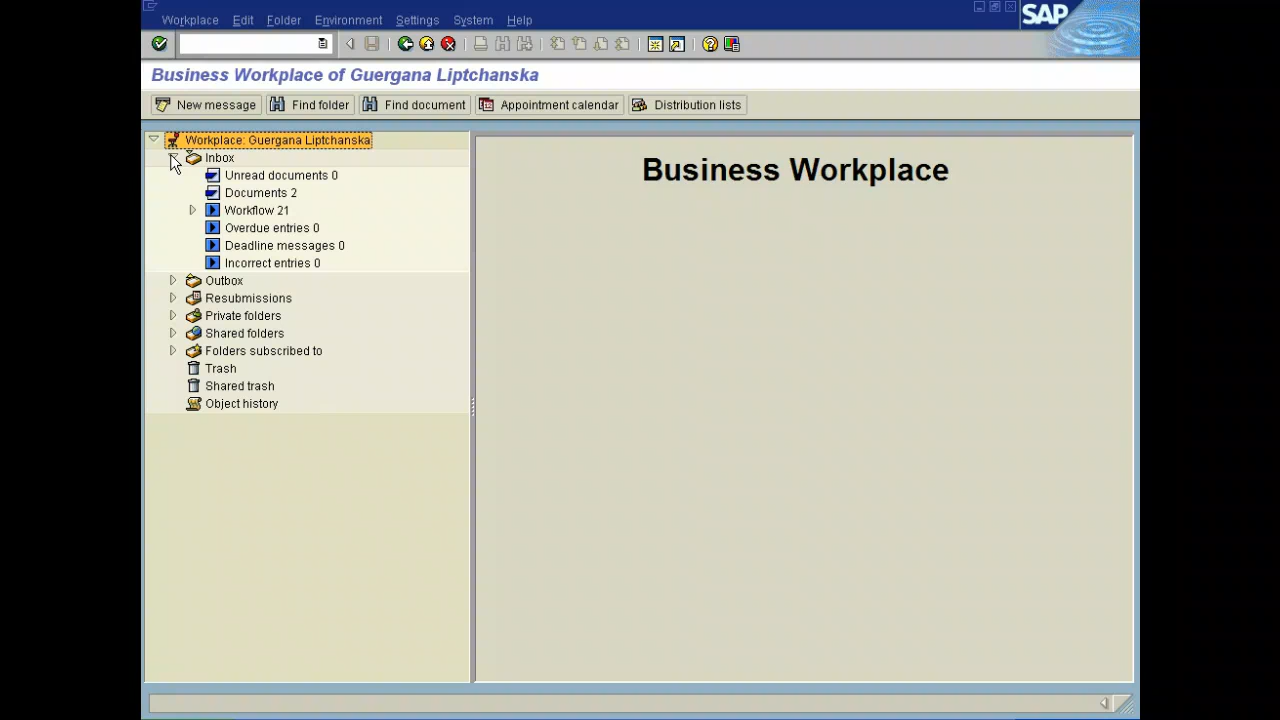 Workplace Edit Folder Environment Settings System Help
SAP
Business Workplace of Guergana Liptchanska
New message Find folder Find document Appointment calendar Distribution lists
Workplace: Guergana Liptchanska
Inbox
Unread documents 0
Documents 2
Workflow 21
Overdue entries 0
Deadline messages 0
Incorrect entries 0
Outbox
Resubmissions
Private folders
Shared folders
Folders subscribed to
Trash
Shared trash
Object history
Business Workplace